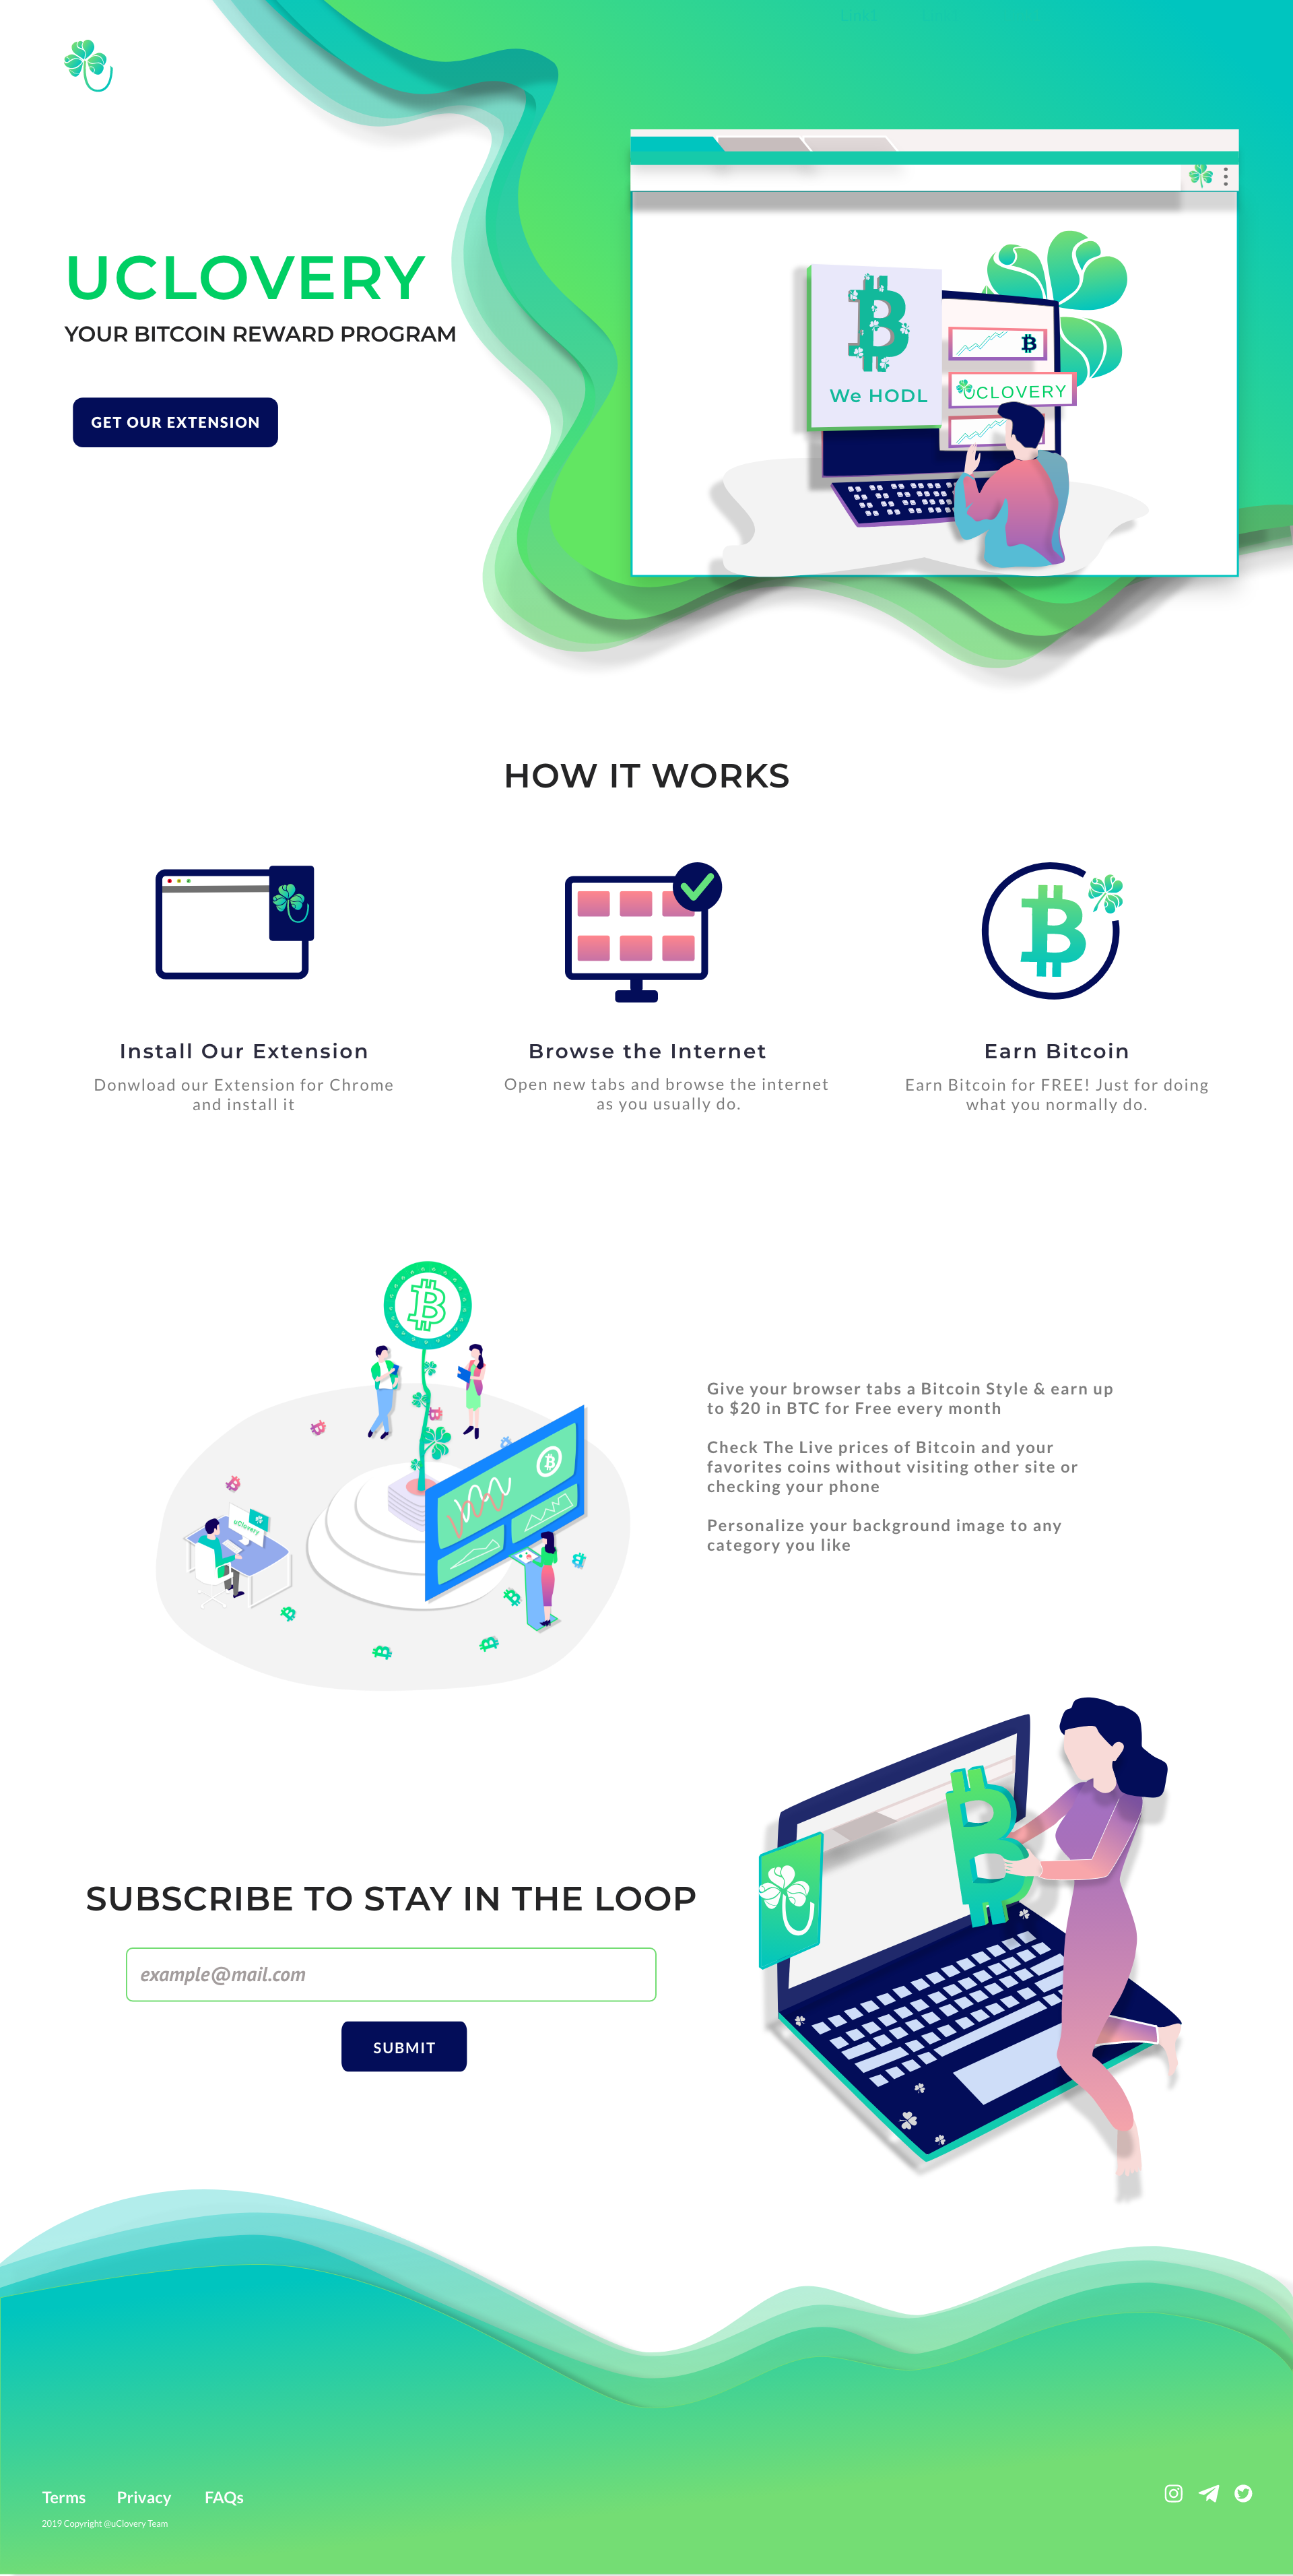 Link1
UCLOVERY
YOUR BITCOIN REWARD PROGRAM
GET OUR EXTENSION
We HODL
CLOVERY
HOW IT WORKS
Install Our Extension
Donwload our Extension for Chrome
and install it
Browse the Internet
Open new tabs and browse the internet
as you usually do.
Earn Bitcoin
Earn Bitcoin for FREE! Just for doing
what you normally do.
uClovery
Give your browser tabs a Bitcoin Style & earn up
to $20 in BTC for Free every month
Check The Live prices of Bitcoin and your
favorites coins without visiting other site or
checking your phone
Personalize your background image to any
category you like
SUBSCRIBE TO STAY IN THE LOOP
example@mail.com
SUBMIT
Terms Privacy FAQs
2019 Copyright @uClovery Team